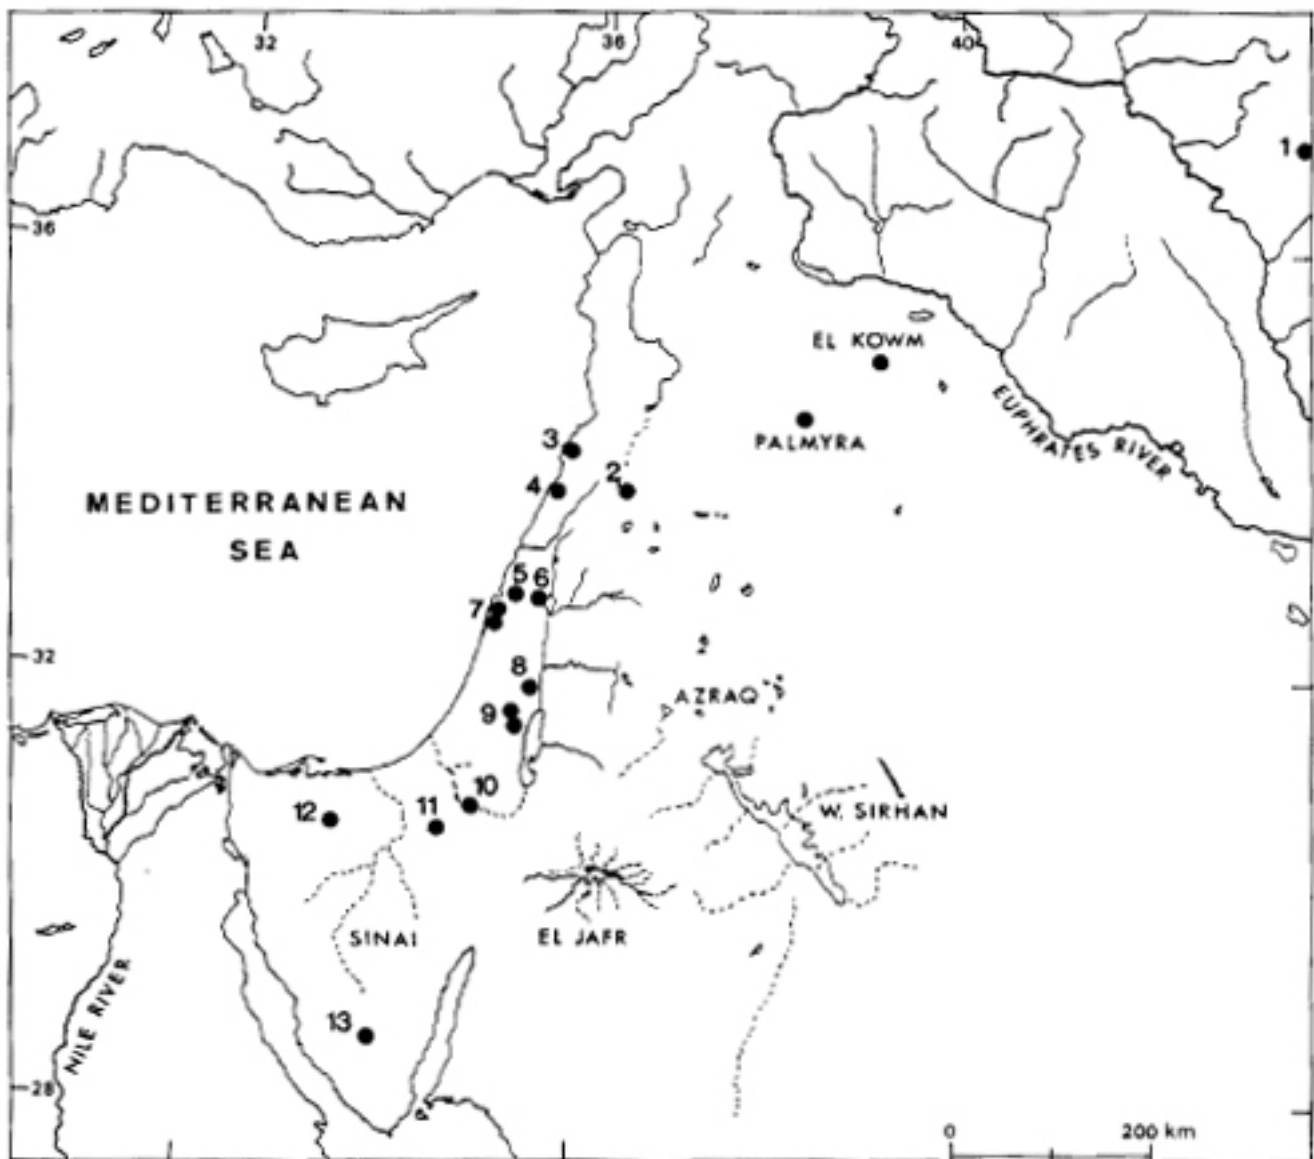 32 36 40
1
36
EL KOWM
PALMYRA
EUPHRATES RIVER
3
4 2
MEDITERRANEAN
SEA
5 6
7
32
8
AZRAQ
9
10
12 11 W. SIRHAN
SINAI EL JAFR
NILE RIVER
13
28
0 200 km